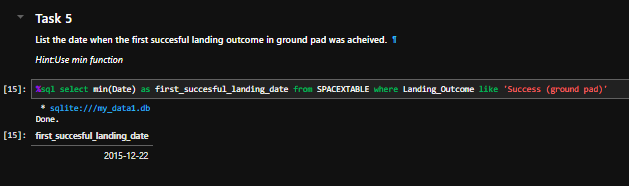 Task 5
List the date when the first succesful landing outcome in ground pad was acheived. ¶
Hint:Use min function
[15]: %sql select min(Date) as first_succesful_landing_date from SPACEXTABLE where Landing_Outcome like 'Success (ground pad)'
* sqlite:///my_data1.db
Done.
[15]: first_succesful_landing_date
2015-12-22